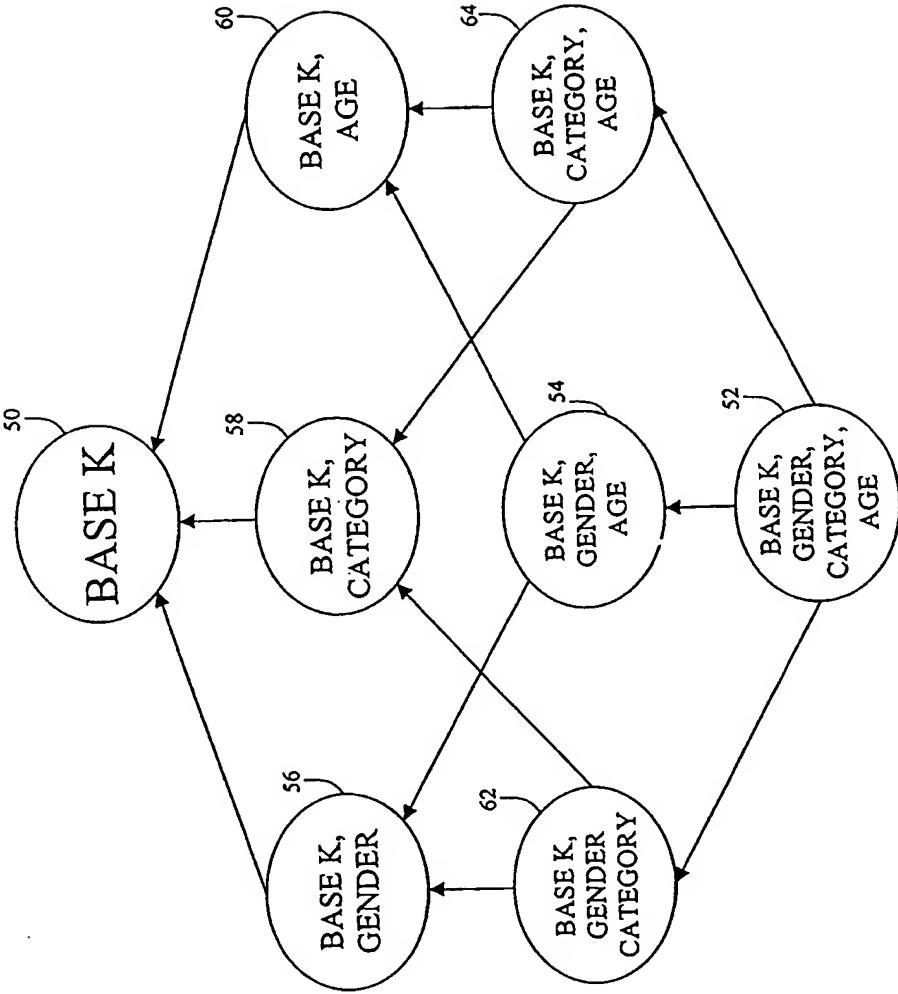 50
BASE K
56
BASE K,
GENDER
58
BASE K,
CATEGORY
60
BASE K,
AGE
62
BASE K,
GENDER
CATEGORY
54
BASE K,
GENDER,
AGE
64
BASE K,
CATEGORY,
AGE
52
BASE K,
GENDER,
CATEGORY,
AGE